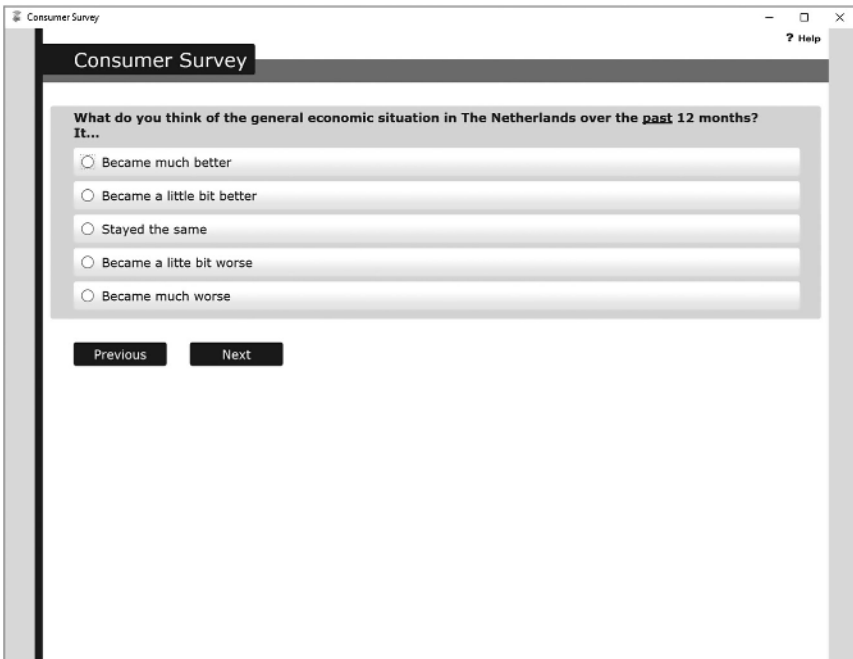 Consumer Survey
? Help
Consumer Survey
What do you think of the general economic situation in The Netherlands over the past 12 months?
It...
Became much better
Became a little bit better
Stayed the same
Became a litte bit worse
Became much worse
Previous Next